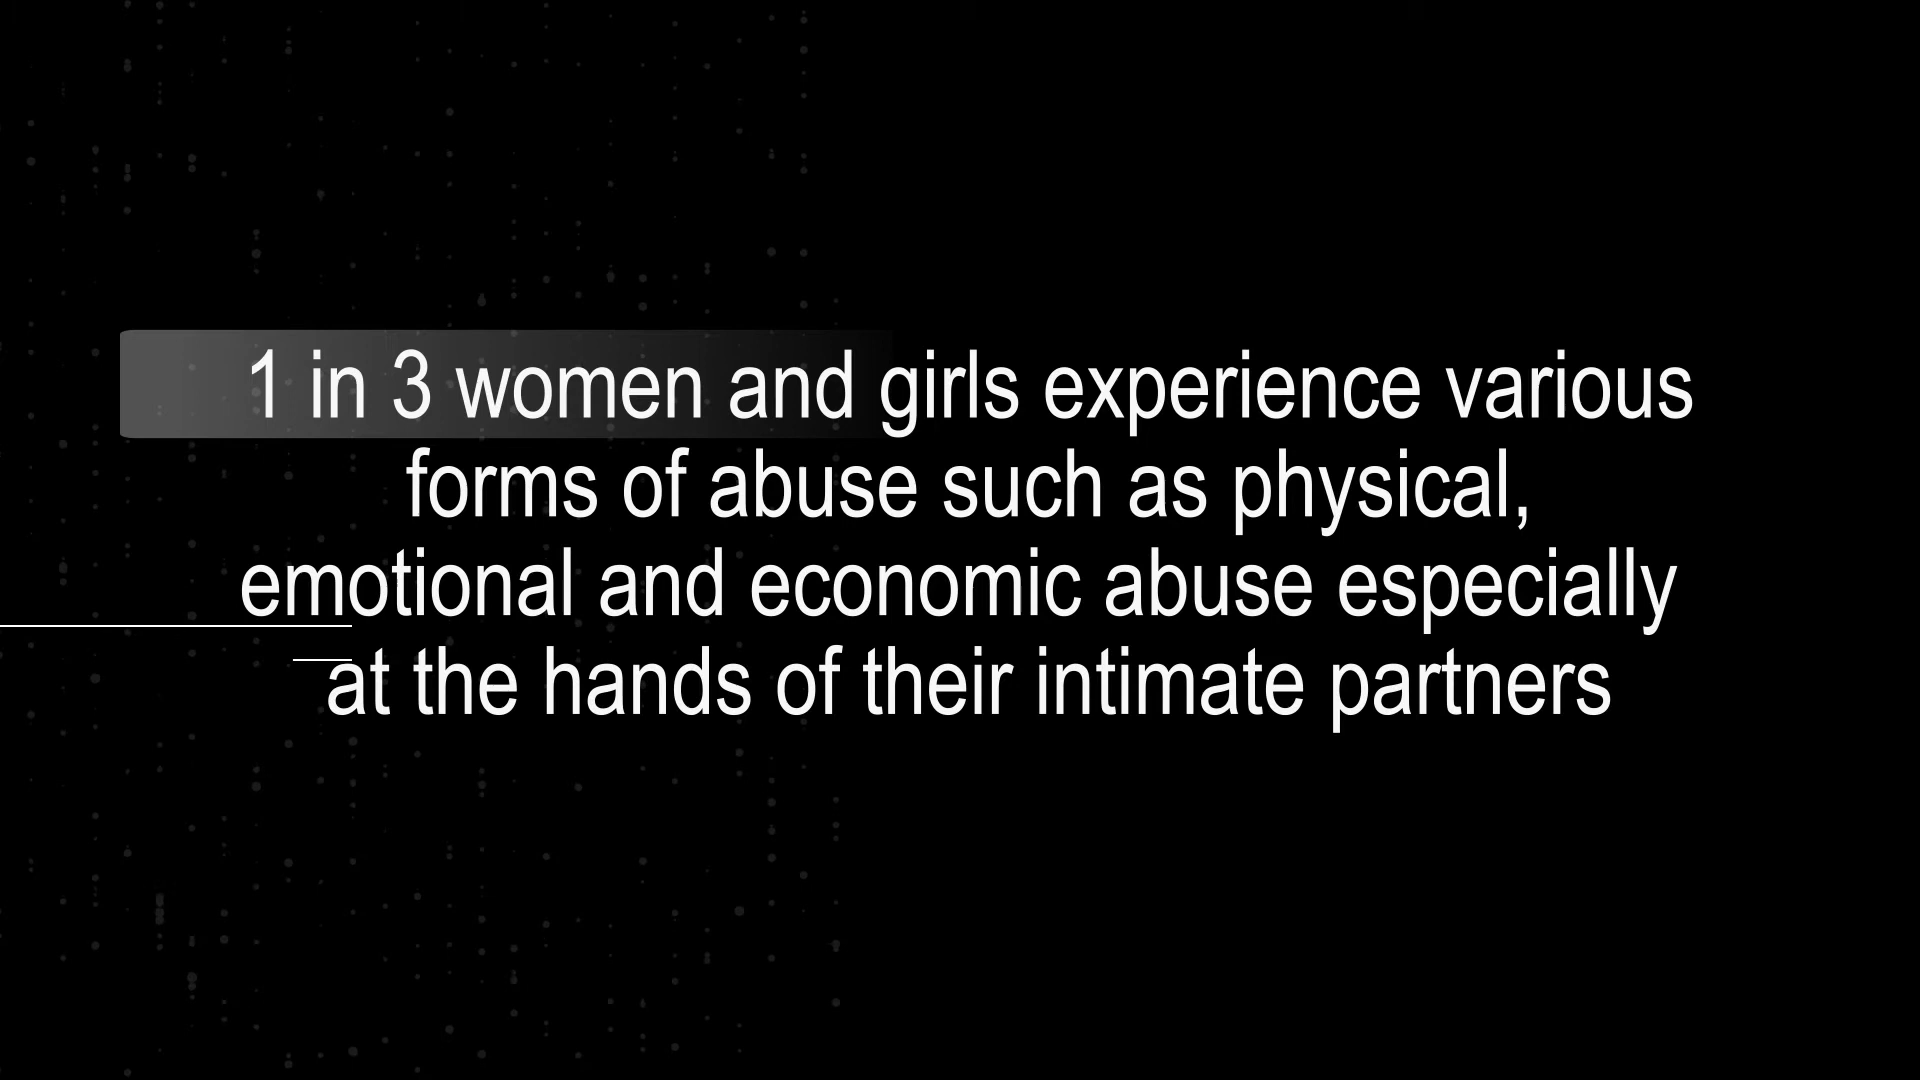 1 in 3 women and girls experience various
forms of abuse such as physical,
emotional and economic abuse especially
at the hands of their intimate partners